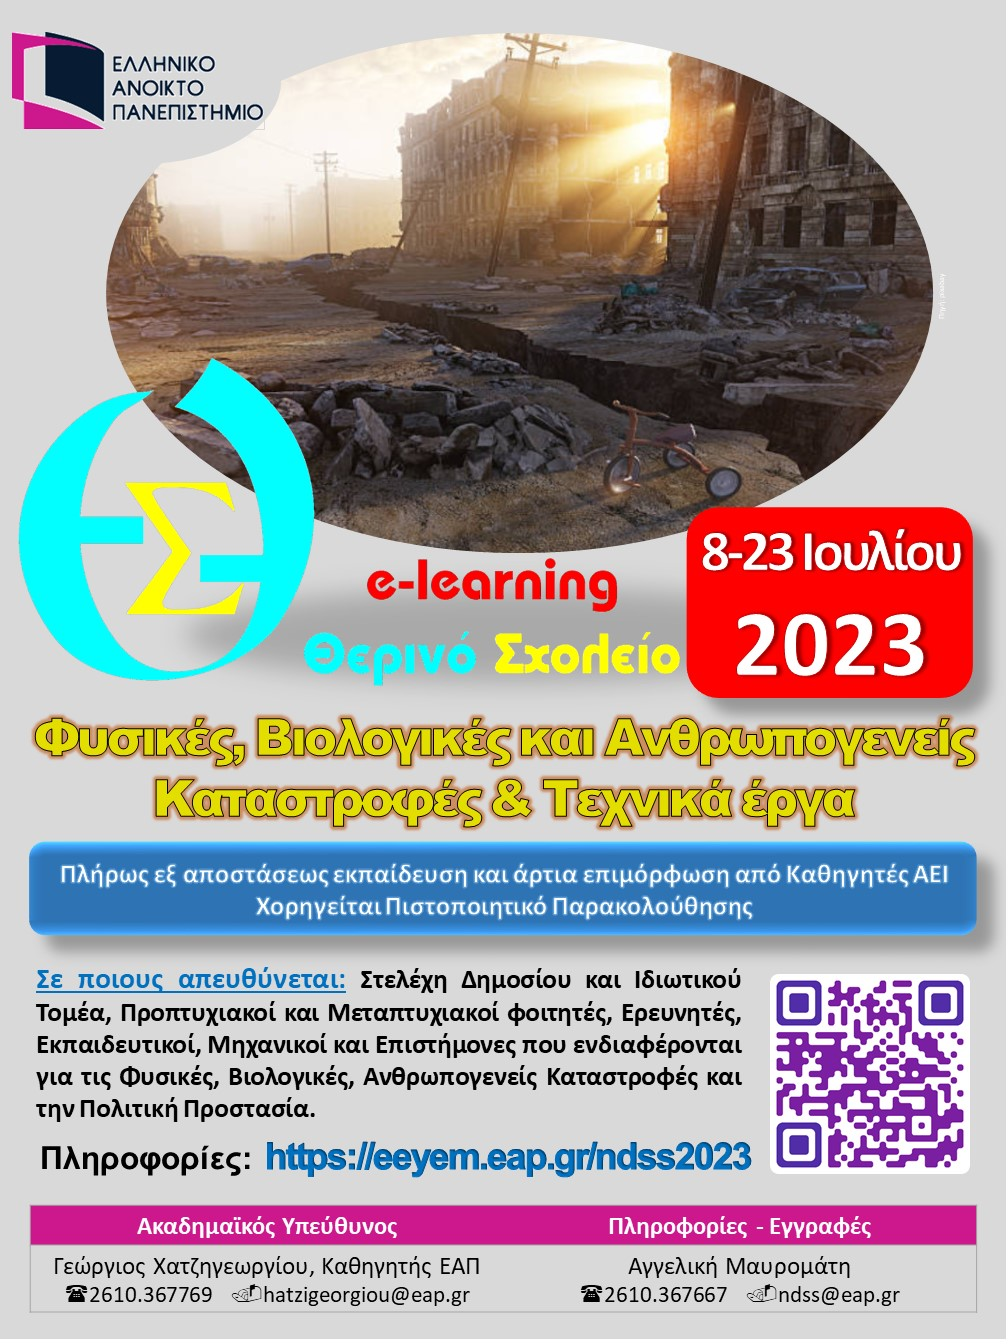 ΕΛΛΗΝΙΚΟ
ΑΝΟΙΚΤΟ
ΠΑΝΕΠΙΣΤΗΜΙΟ
ΘΣ
e-learning
Θερινό Σχολείο
8-23 Ιουλίου
2023
Φυσικές, Βιολογικές και Ανθρωπογενείς
Καταστροφές & Τεχνικά έργα
Πλήρως εξ αποστάσεως εκπαίδευση και άρτια επιμόρφωση από Καθηγητές ΑΕΙ
Χορηγείται Πιστοποιητικό Παρακολούθησης
Σε ποιους απευθύνεται: Στελέχη Δημοσίου και Ιδιωτικού
Τομέα, Προπτυχιακοί και Μεταπτυχιακοί φοιτητές, Ερευνητές,
Εκπαιδευτικοί, Μηχανικοί και Επιστήμονες που ενδιαφέρονται
για τις Φυσικές, Βιολογικές, Ανθρωπογενείς Καταστροφές και
την Πολιτική Προστασία.
Πληροφορίες: https://eeyem.eap.gr/ndss2023
Ακαδημαϊκός Υπεύθυνος
Γεώργιος Χατζηγεωργίου, Καθηγητής ΕΑΠ
☎2610.367769 hatzigeorgiou@eap.gr
Πληροφορίες - Εγγραφές
Αγγελική Μαυρομάτη
☎2610.367667 ndss@eap.gr